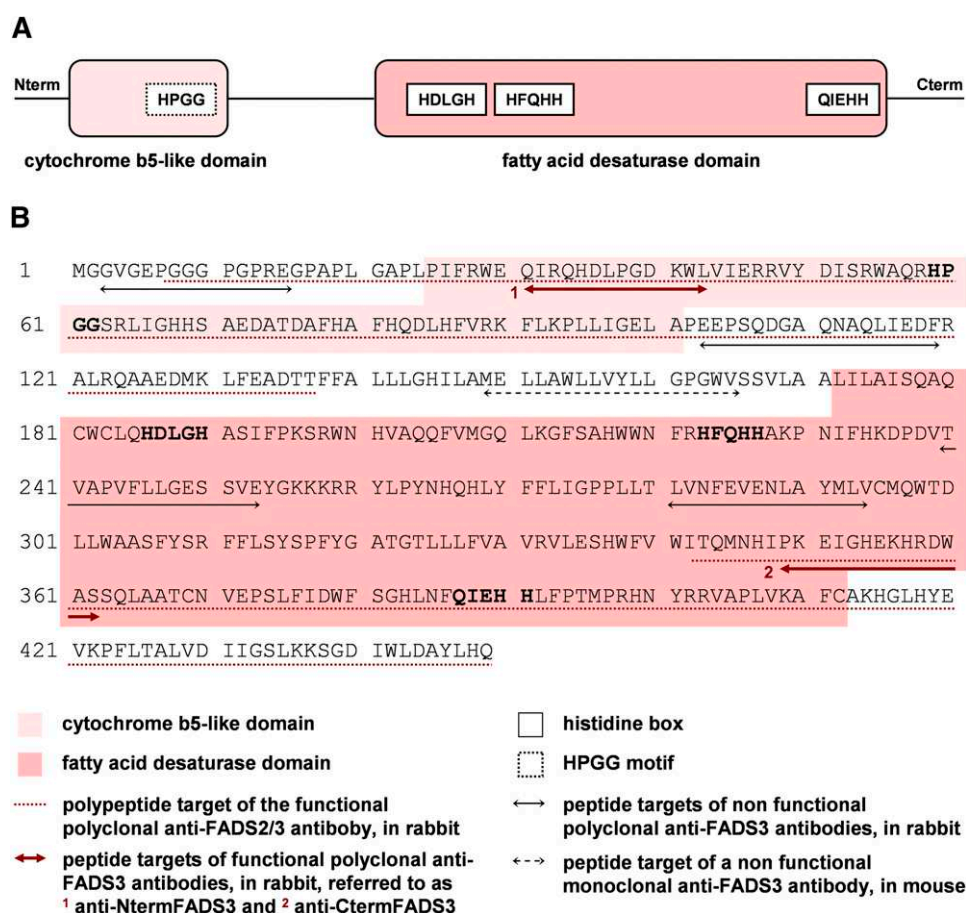 A
Nterm
HPGG
HDLGH
HFQHH
QIEHH
Cterm
cytochrome b5-like domain
fatty acid desaturase domain
B
1 MGGVGEPGGG PGPREGPAPL GAPLPIFRWE QIRQHDLPGD KWLVIERRVY DISRWAQRHP
1
61 GGSRLIGHHS AEDATDAFHA FHQDLHFVRK FLKPLLIGEL APEEPSQDGA QNAQLIEDFR
121 ALRQAAEDMK LFEADTTFFA LLLGHILAME LLAWLLVYLL GPGWVSSVLA ALILAISQAQ
181 CWCLQHDLGH ASIFPKSRWN HVAQQFVMGQ LKGFSAHWWN FRHFQHHAKP NIFHKDPDVT
241 VAPVFLLGES SVEYGKKKRR YLPYNHQHLY FFLIGPPLLT LVNFEVENLA YMLVCMQWTD
301 LLWAASFYSR FFLSYSPFYG ATGTLLLFVA VRVLESHWFV WITQMNHIPK EIGHEKHRDW
2
361 ASSQLAATCN VEPSLFIDWF SGHLNFQIEH HLFPTMPRHN YRRVAPLVKA FCAKHGLHYE
421 VKPFLTALVD IIGSLKKSGD IWLDAYLHQ
cytochrome b5-like domain
fatty acid desaturase domain
polypeptide target of the functional
polyclonal anti-FADS2/3 antiboby, in rabbit
peptide targets of functional polyclonal anti-
FADS3 antibodies, in rabbit, referred to as
1 anti-NtermFADS3 and 2 anti-CtermFADS3
histidine box
HPGG motif
peptide targets of non functional
polyclonal anti-FADS3 antibodies, in rabbit
peptide target of a non functional
monoclonal anti-FADS3 antibody, in mouse